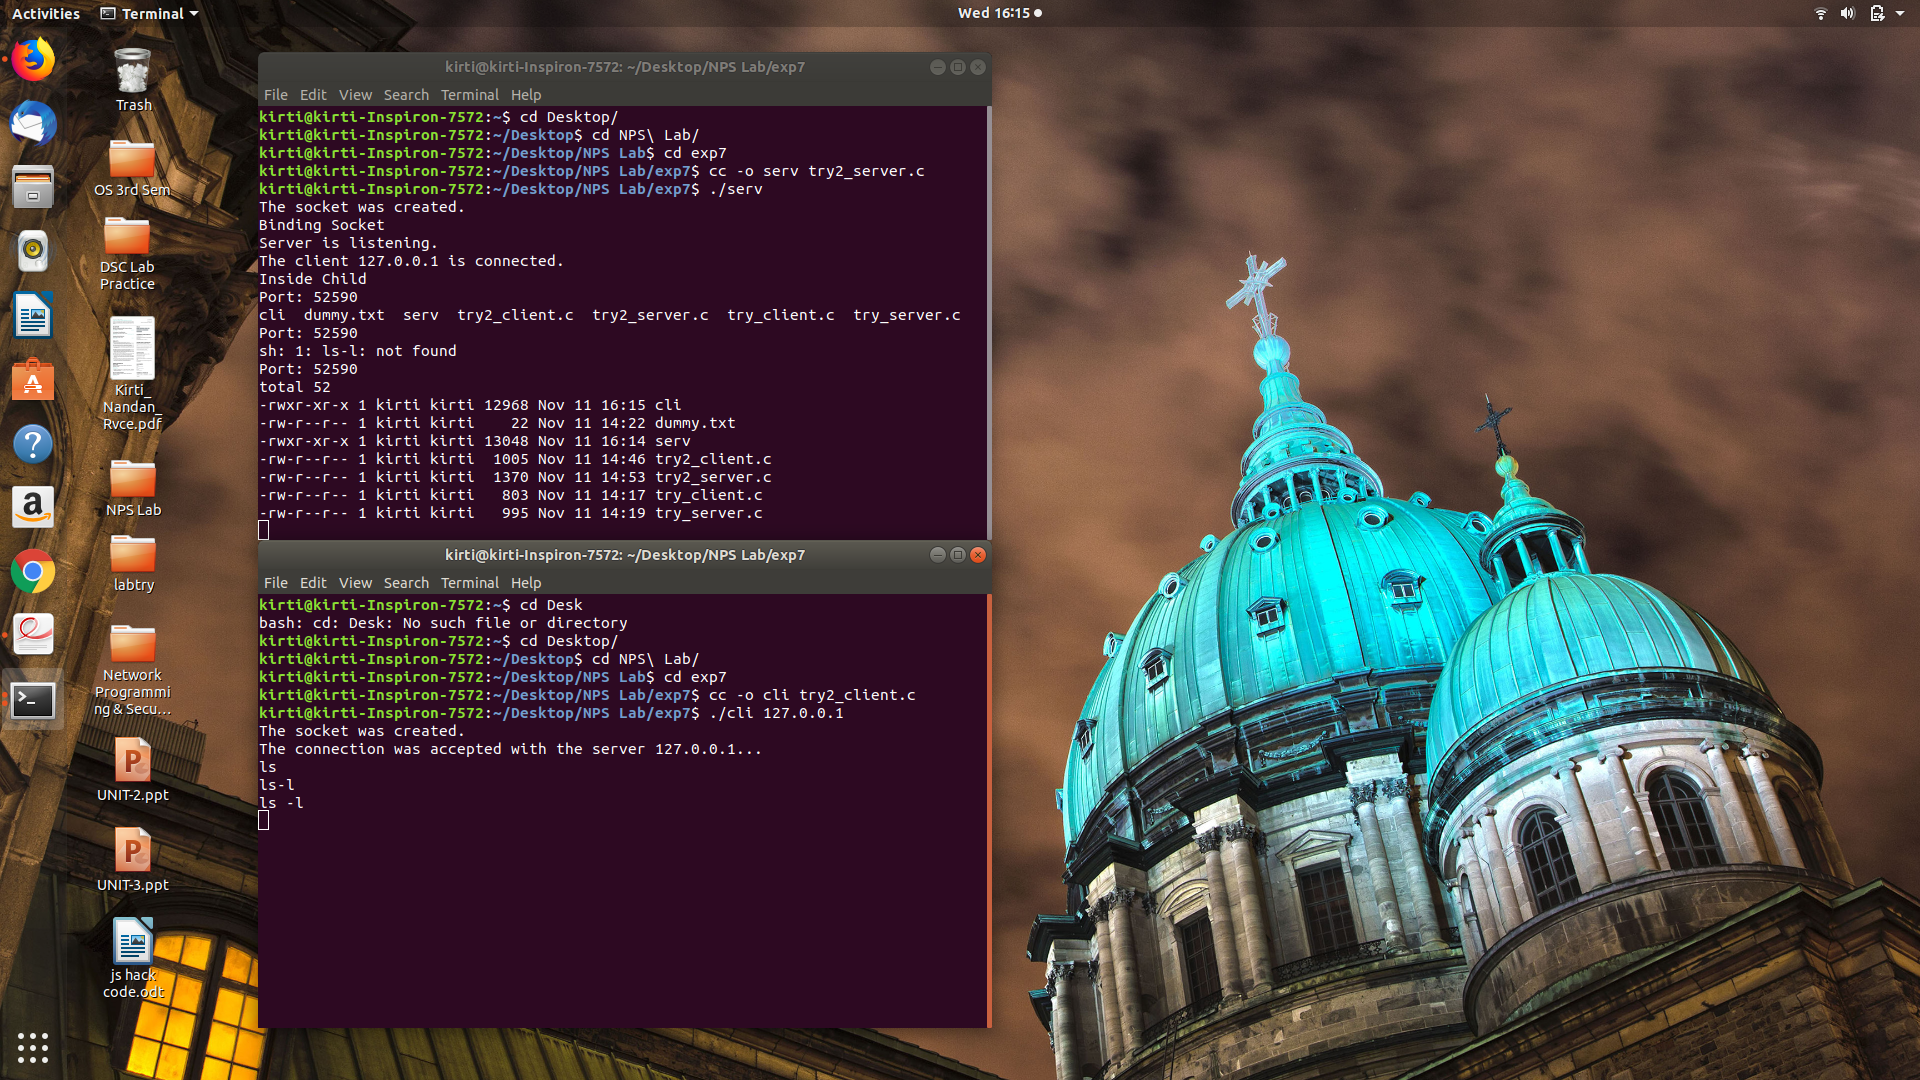 Activities
Terminal
Wed 16:15
Trash
OS 3rd Sem
DSC Lab
Practice
Kirti_
Nandan_
Rvce.pdf
NPS Lab
labtry
Network
Programmi
ng & Secu...
UNIT-2.ppt
UNIT-3.ppt
js hack
code.odt
kirti@kirti-Inspiron-7572: ~/Desktop/NPS Lab/exp7
File Edit View Search Terminal Help
kirti@kirti-Inspiron-7572:~$ cd Desktop/
kirti@kirti-Inspiron-7572:~/Desktop$ cd NPS\ Lab/
kirti@kirti-Inspiron-7572:~/Desktop/NPS Lab$ cd exp7
kirti@kirti-Inspiron-7572:~/Desktop/NPS Lab/exp7$ cc -o serv try2_server.c
kirti@kirti-Inspiron-7572:~/Desktop/NPS Lab/exp7$ ./serv
The socket was created.
Binding Socket
Server is listening.
The client 127.0.0.1 is connected.
Inside Child
Port: 52590
cli  dummy.txt  serv  try2_client.c  try2_server.c  try_client.c  try_server.c
Port: 52590
sh: 1: ls-l: not found
Port: 52590
total 52
-rwxr-xr-x 1 kirti kirti 12968 Nov 11 16:15 cli
-rw-r--r-- 1 kirti kirti    22 Nov 11 14:22 dummy.txt
-rwxr-xr-x 1 kirti kirti 13048 Nov 11 16:14 serv
-rw-r--r-- 1 kirti kirti  1005 Nov 11 14:46 try2_client.c
-rw-r--r-- 1 kirti kirti  1370 Nov 11 14:53 try2_server.c
-rw-r--r-- 1 kirti kirti   803 Nov 11 14:17 try_client.c
-rw-r--r-- 1 kirti kirti   995 Nov 11 14:19 try_server.c
kirti@kirti-Inspiron-7572: ~/Desktop/NPS Lab/exp7
File Edit View Search Terminal Help
kirti@kirti-Inspiron-7572:~$ cd Desk
bash: cd: Desk: No such file or directory
kirti@kirti-Inspiron-7572:~$ cd Desktop/
kirti@kirti-Inspiron-7572:~/Desktop$ cd NPS\ Lab/
kirti@kirti-Inspiron-7572:~/Desktop/NPS Lab$ cd exp7
kirti@kirti-Inspiron-7572:~/Desktop/NPS Lab/exp7$ cc -o cli try2_client.c
kirti@kirti-Inspiron-7572:~/Desktop/NPS Lab/exp7$ ./cli 127.0.0.1
The socket was created.
The connection was accepted with the server 127.0.0.1...
ls
ls-l
ls -l